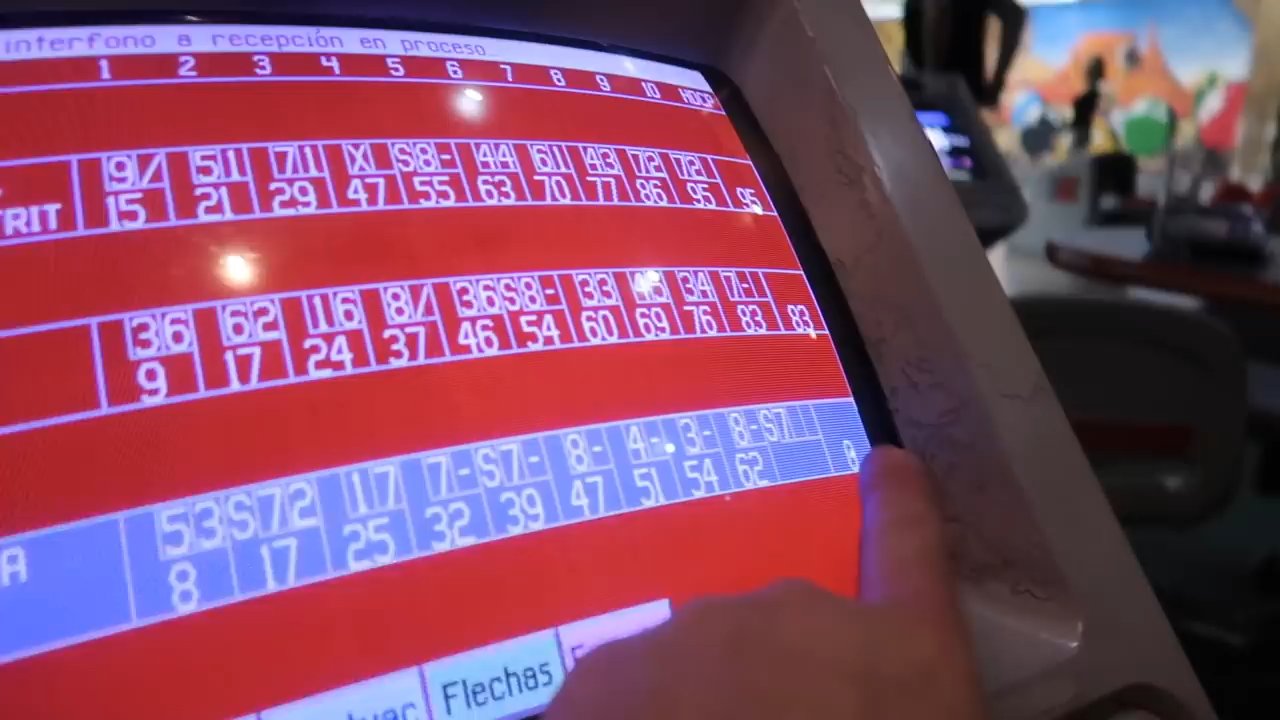 interfono a recepción en proceso
1 2 3 4 5 6 7 8 9 10 HDCP
9/ 51 71 X S8- 44 61 43 72 72
TRIT 15 21 29 47 55 63 70 77 86 95 95
36 62 16 8/ 36 S8- 33 45 34 7-
9 17 24 37 46 54 60 69 76 83 83
53 S72 17 7- S7- 8- 4- 3- 8- S7
A 8 17 25 32 39 47 51 54 62 0
Flechas